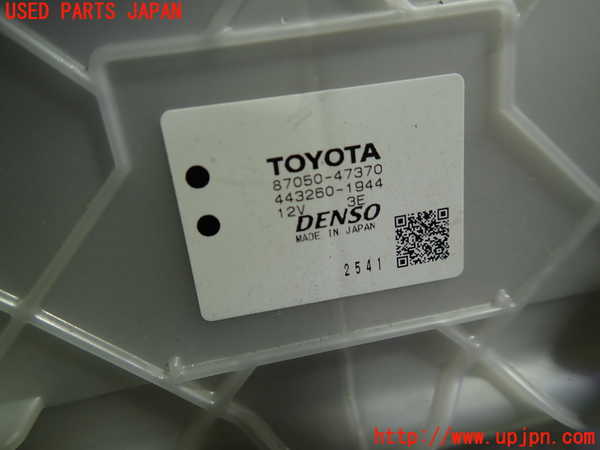 USED PARTS JAPAN
TOYOTA
87050-47370
443260-1944
12V 3E
DENSO
MADE IN JAPAN
2541
http://www.upjpn.com/